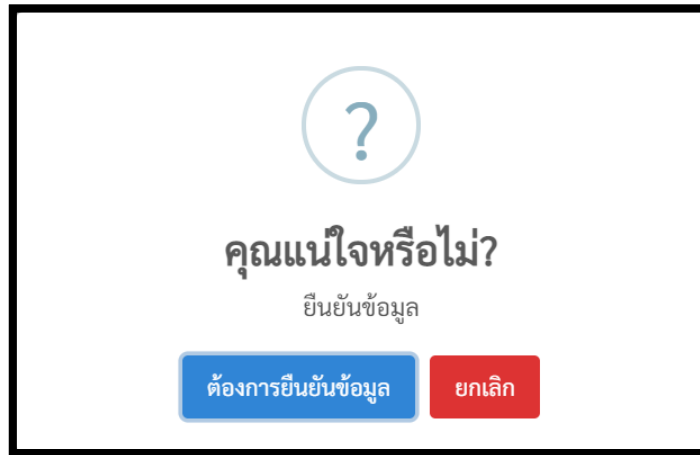 ?
คุณแน่ใจหรือไม่?
ยืนยันข้อมูล
ต้องการยืนยันข้อมูล ยกเลิก